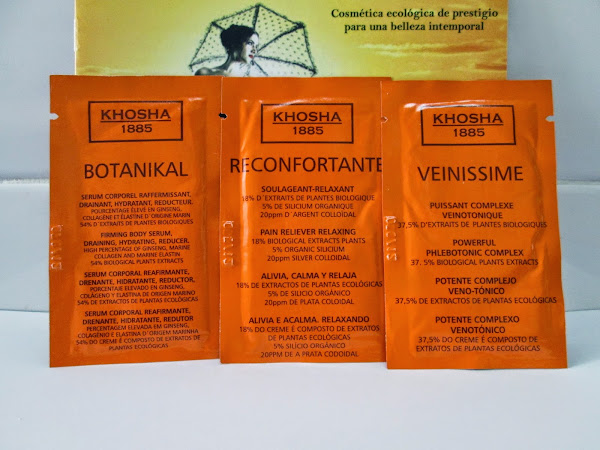 Cosmética ecológica de prestigio
para una belleza intemporal
KHOSHA
1885
BOTANIKAL
SERUM CORPOREL RAFFERMISSANT,
DRAINANT, HYDRATANT, REDUCTEUR.
POURCENTAGE ÉLEVÉ EN GINSENG,
COLLAGÈNE ET ÉLASTINE D'ORIGINE MARIN
54% D'EXTRAITS DE PLANTES BIOLOGIQUES
FIRMING BODY SERUM,
DRAINING, HYDRATING, REDUCER.
HIGH PERCENTAGE OF GINSENG, MARINE
COLLAGEN AND MARINE ELASTIN
54% BIOLOGICAL PLANTS EXTRACTS
SERUM CORPORAL REAFIRMANTE,
DRENANTE, HIDRATANTE, REDUCTOR,
PORCENTAJE ELEVADO EN GINSENG,
COLÁGENO Y ELASTINA DE ORIGEN MARINO
54% DE EXTRACTOS DE PLANTAS ECOLÓGICAS
SERUM CORPORAL REAFIRMANTE,
DRENANTE, HIDRATANTE, REDUTOR
PERCENTAGEM ELEVADA EM GINSENG,
COLAGÉNIO E ELASTINA D'ORIGEM MARINHA
54% DO CREME É COMPOSTO DE EXTRATOS DE
PLANTAS ECOLÓGICAS
KHOSHA
1885
RECONFORTANTE
SOULAGEANT-RELAXANT
18% D'EXTRAITS DE PLANTES BIOLOGIQUE
5% DE SILICIUM ORGANIQUE
20ppm D'ARGENT COLLOÏDAL
PAIN RELIEVER RELAXING
18% BIOLOGICAL EXTRACTS PLANTS
5% ORGANIC SILICIUM
20ppm SILVER COLLOIDAL
ALIVIA, CALMA Y RELAJA
18% DE EXTRACTOS DE PLANTAS ECOLÓGICAS
5% DE SILICIO ORGÁNICO
20ppm DE PLATA COLOIDAL
ALIVIA E ACALMA. RELAXANDO
18% DO CREME É COMPOSTO DE EXTRATOS
DE PLANTAS ECOLÓGICAS
5% SILÍCIO ORGÂNICO
20PPM DE A PRATA CODOIDAL
KHOSHA
1885
VEINISSIME
PUISSANT COMPLEXE
VEINOTONIQUE
37,5% D'EXTRAITS DE PLANTES BIOLOGIQUES
POWERFUL
PHLEBOTONIC COMPLEX
37. 5% BIOLOGICAL PLANTS EXTRACTS
POTENTE COMPLEJO
VENO-TÓNICO
37,5% DE EXTRACTOS DE PLANTAS ECOLÓGICAS
POTENTE COMPLEXO
VENOTÓNICO
37,5% DO CREME É COMPOSTO DE
EXTRATOS DE PLANTAS ECOLÓGICAS